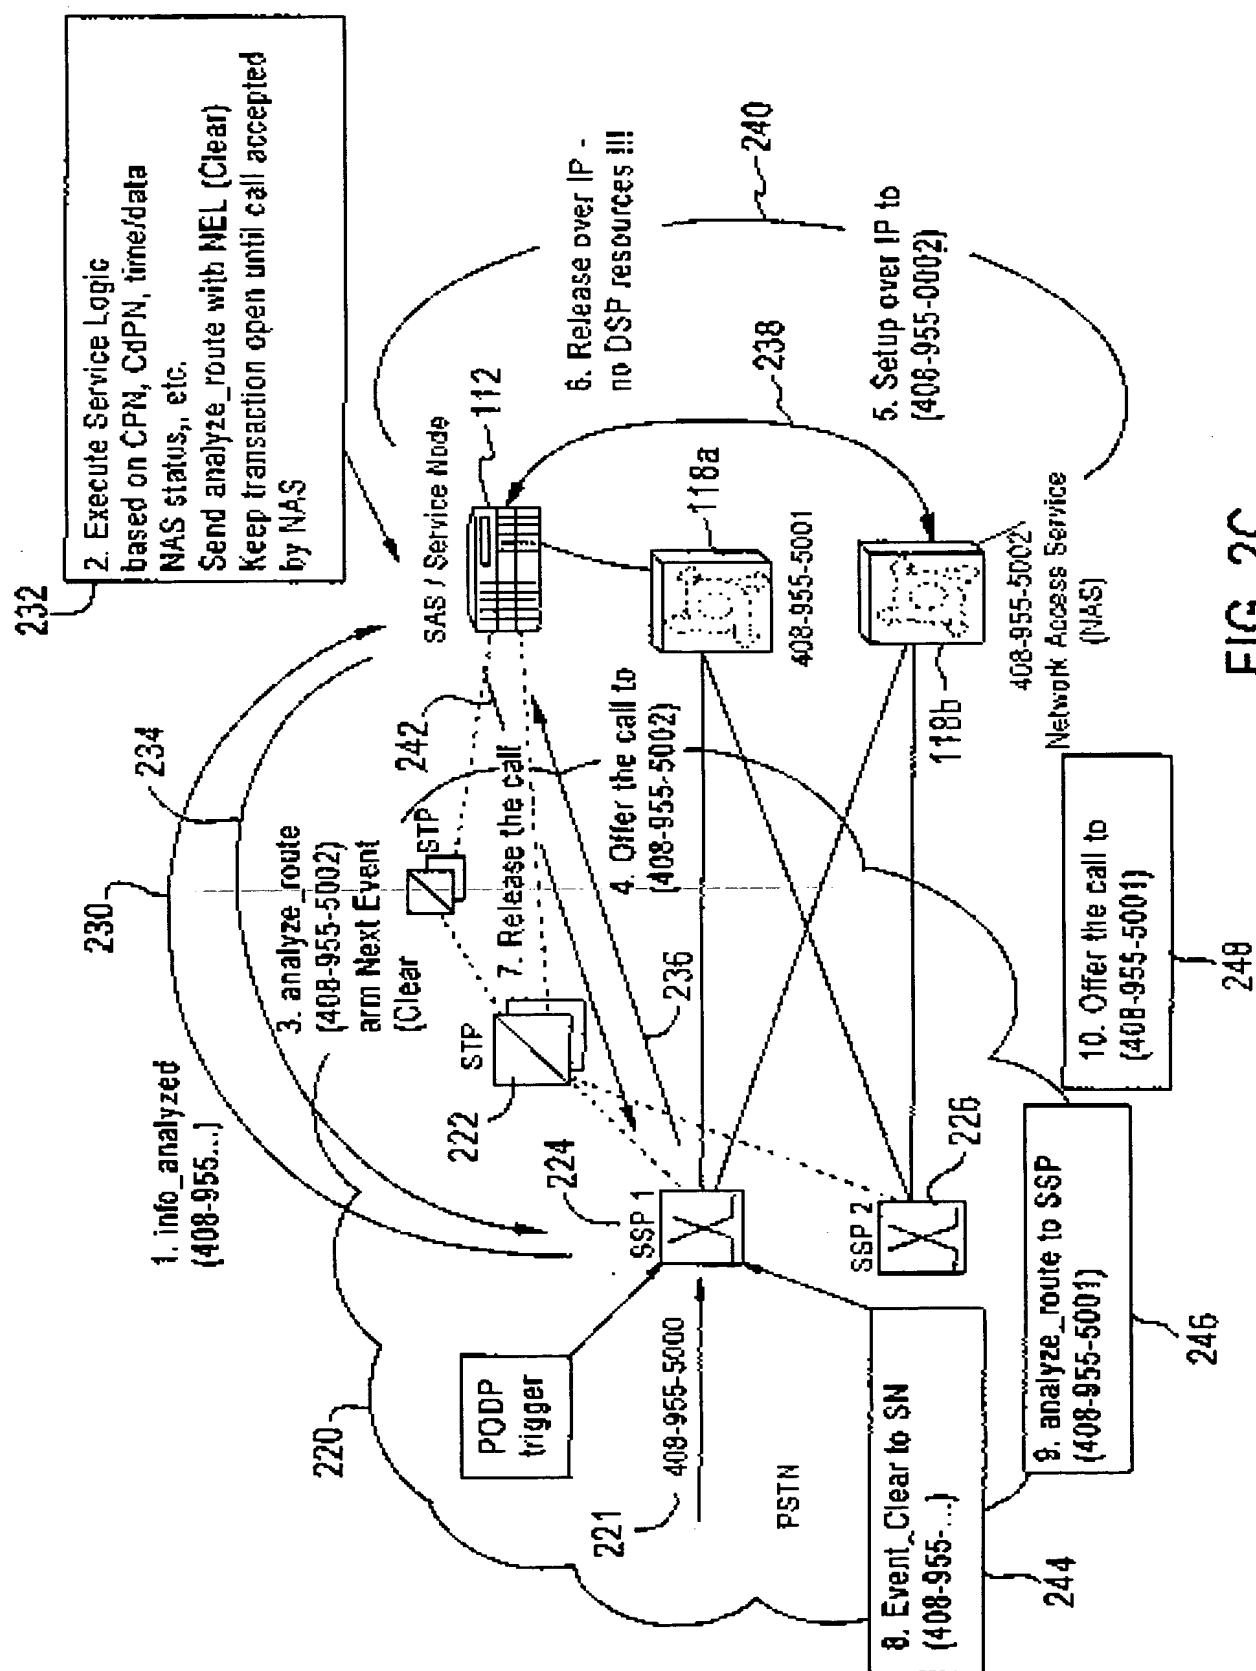 232
2. Execute Service Logic
based on CPN, CdPN, time/data
NAS status,, etc.
Send analyze_route with NEL (Clear)
Keep transaction open until call accepted
by NAS
230
234
1. info_analyzed
(408-955...)
3. analyze_route
(408-955-5002)
arm Next Event
(Clear
STP
STP
222
242
7. Release the call
SAS / Service Node
112
6. Release over IP -
no DSP resources !!!
240
4. Offer the call to
(408-955-5002)
236
238
5. Setup over IP to
(408-955-0002)
118a
408-955-5001
118b
408-955-5002
Network Access Service
(NAS)
220
PODP
trigger
224
SSP 1
221
408-955-5000
PSTN
SSP 2
226
8. Event_Clear to SN
(408-955-...)
244
9. analyze_route to SSP
(408-955-5001)
246
10. Offer the call to
(408-955-5001)
248
FIG. 2C